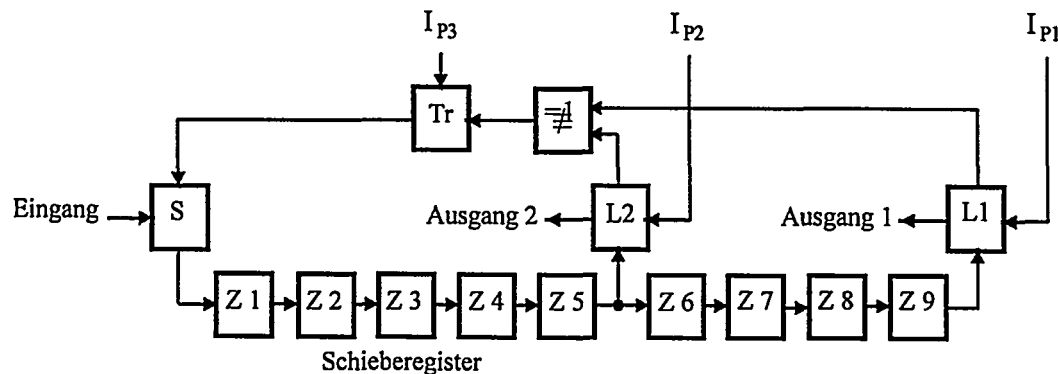 I P3
I P2
I P1
Tr
=1
Eingang
S
Ausgang 2
L2
Ausgang 1
L1
Z 1
Z 2
Z 3
Z 4
Z 5
Z 6
Z 7
Z 8
Z 9
Schieberegister